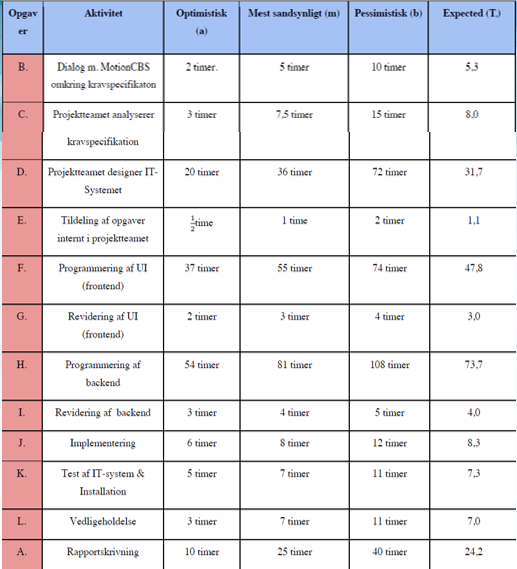 Opgav er Aktivitet Optimistisk (a) Mest sandsynligt (m) Pessimistisk (b) Expected (T,)
B. Dialog m. MotionCBS omkring kravspecifikaton 2 timer. 5 timer 10 timer 5,3
C. Projektteamet analyserer kravspecifikation 3 timer 7,5 timer 15 timer 8,0
D. Projektteamet designer IT-Systemet 20 timer 36 timer 72 timer 31,7
E. Tildeling af opgaver internt i projektteamet ½time 1 time 2 timer 1,1
F. Programmering af UI (frontend) 37 timer 55 timer 74 timer 47,8
G. Revidering af UI (frontend) 2 timer 3 timer 4 timer 3,0
H. Programmering af backend 54 timer 81 timer 108 timer 73,7
I. Revidering af backend 3 timer 4 timer 5 timer 4,0
J. Implementering 6 timer 8 timer 12 timer 8,3
K. Test af IT-system & Installation 5 timer 7 timer 11 timer 7,3
L. Vedligeholdelse 3 timer 7 timer 11 timer 7,0
A. Rapportskrivning 10 timer 25 timer 40 timer 24,2